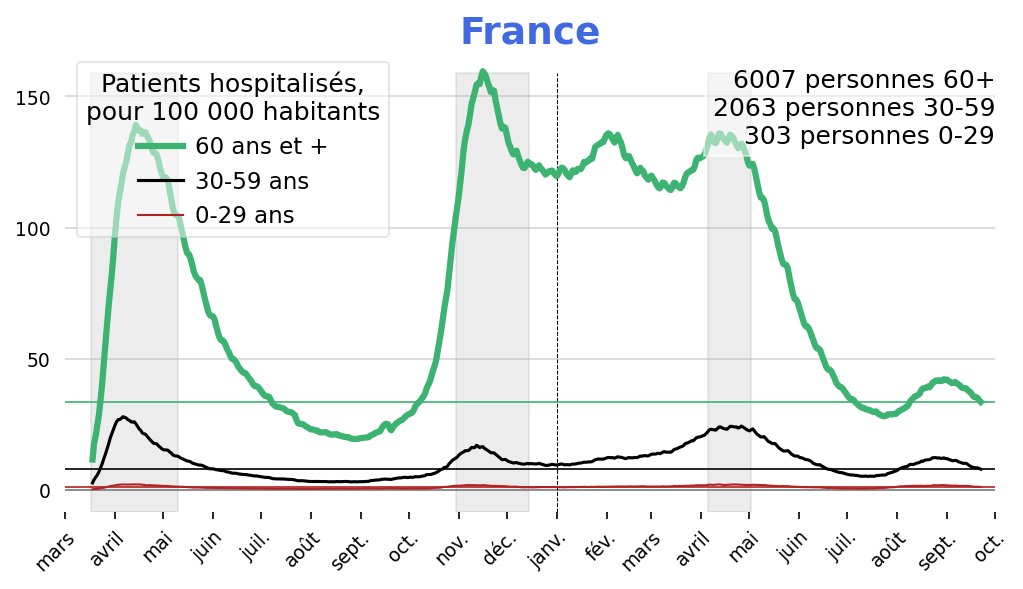 France
Patients hospitalisés,
pour 100 000 habitants
60 ans et +
30-59 ans
0-29 ans
6007 personnes 60+
2063 personnes 30-59
303 personnes 0-29
150
100
50
0
mars
avril
mai
juin
juil.
août
sept.
oct.
nov.
déc.
janv.
fév.
mars
avril
mai
juin
juil.
août
sept.
oct.